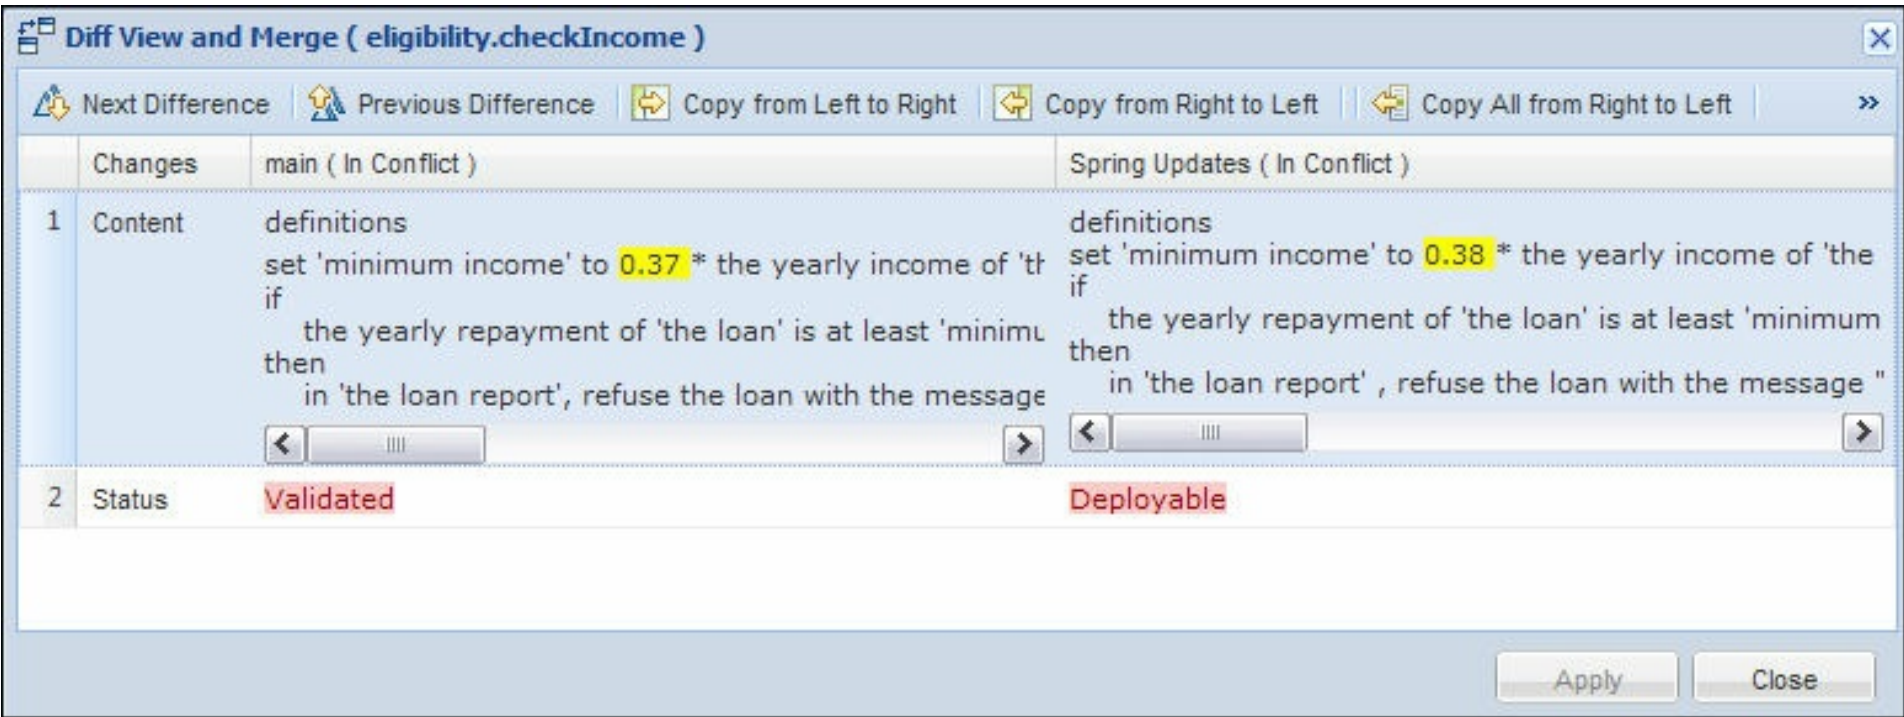 Diff View and Merge ( eligibility.checkIncome )
Next Difference Previous Difference Copy from Left to Right Copy from Right to Left Copy All from Right to Left »
Changes main ( In Conflict ) Spring Updates ( In Conflict )
1 Content
definitions
set 'minimum income' to 0.37 * the yearly income of 'th
if
the yearly repayment of 'the loan' is at least 'minimu
then
in 'the loan report', refuse the loan with the message
definitions
set 'minimum income' to 0.38 * the yearly income of 'the
if
the yearly repayment of 'the loan' is at least 'minimum
then
in 'the loan report' , refuse the loan with the message "
2 Status Validated Deployable
Apply Close